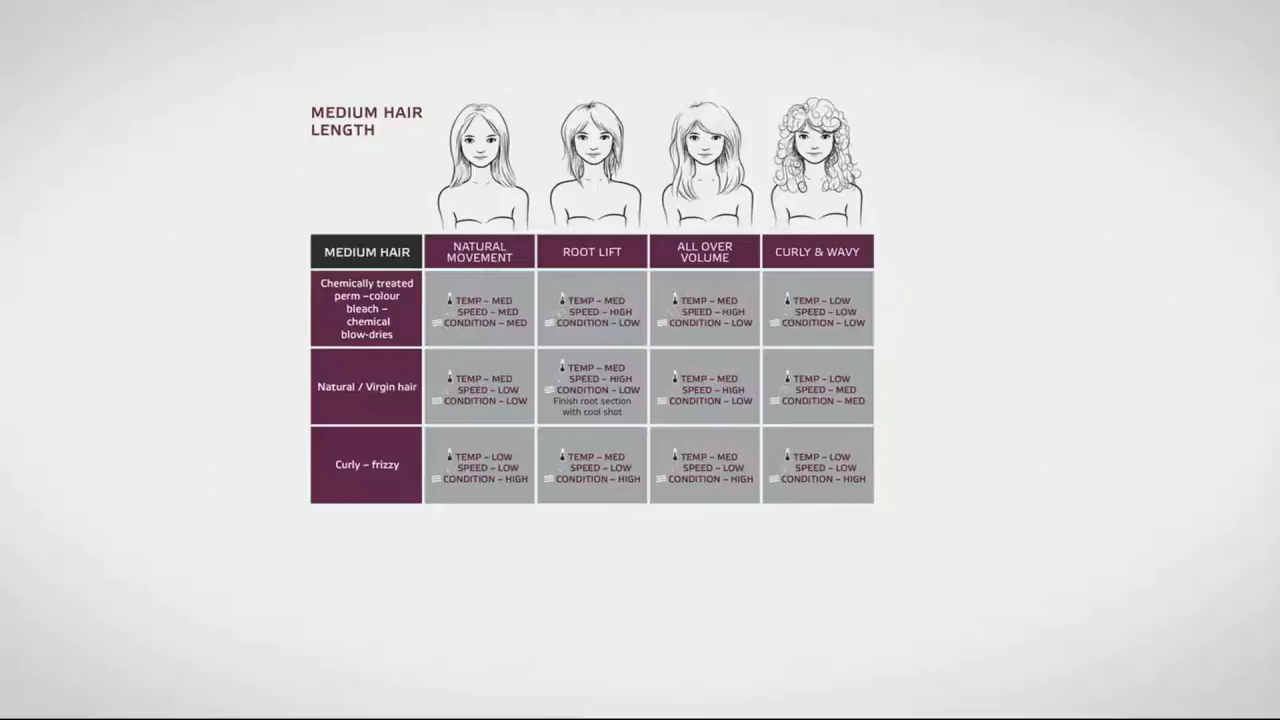 MEDIUM HAIR
LENGTH
MEDIUM HAIR
NATURAL
MOVEMENT
ROOT LIFT
ALL OVER
VOLUME
CURLY & WAVY
Chemically treated
perm –colour
bleach –
chemical
blow-dries
TEMP – MED
SPEED – MED
CONDITION – MED
TEMP – MED
SPEED – HIGH
CONDITION – LOW
TEMP – MED
SPEED – HIGH
CONDITION – LOW
TEMP – LOW
SPEED – LOW
CONDITION – LOW
Natural / Virgin hair
TEMP – MED
SPEED – LOW
CONDITION – LOW
TEMP – MED
SPEED – HIGH
CONDITION – LOW
Finish root section
with cool shot
TEMP – MED
SPEED – HIGH
CONDITION – LOW
TEMP – LOW
SPEED – MED
CONDITION – MED
Curly – frizzy
TEMP – LOW
SPEED – LOW
CONDITION – HIGH
TEMP – MED
SPEED – LOW
CONDITION – HIGH
TEMP – MED
SPEED – LOW
CONDITION – HIGH
TEMP – LOW
SPEED – LOW
CONDITION – HIGH